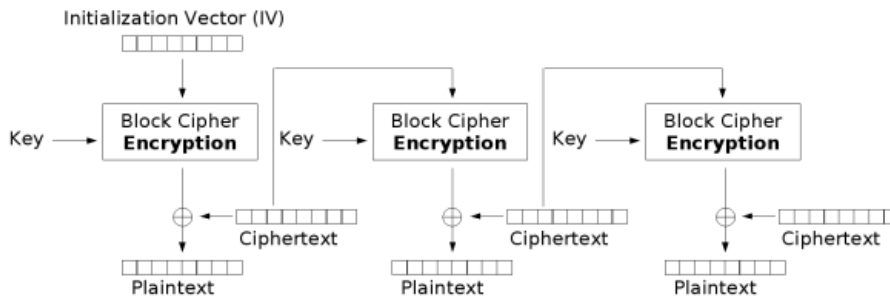 Initialization Vector (IV)
Key
Block Cipher
Encryption
Key
Block Cipher
Encryption
Key
Block Cipher
Encryption
Ciphertext
Ciphertext
Ciphertext
Plaintext
Plaintext
Plaintext